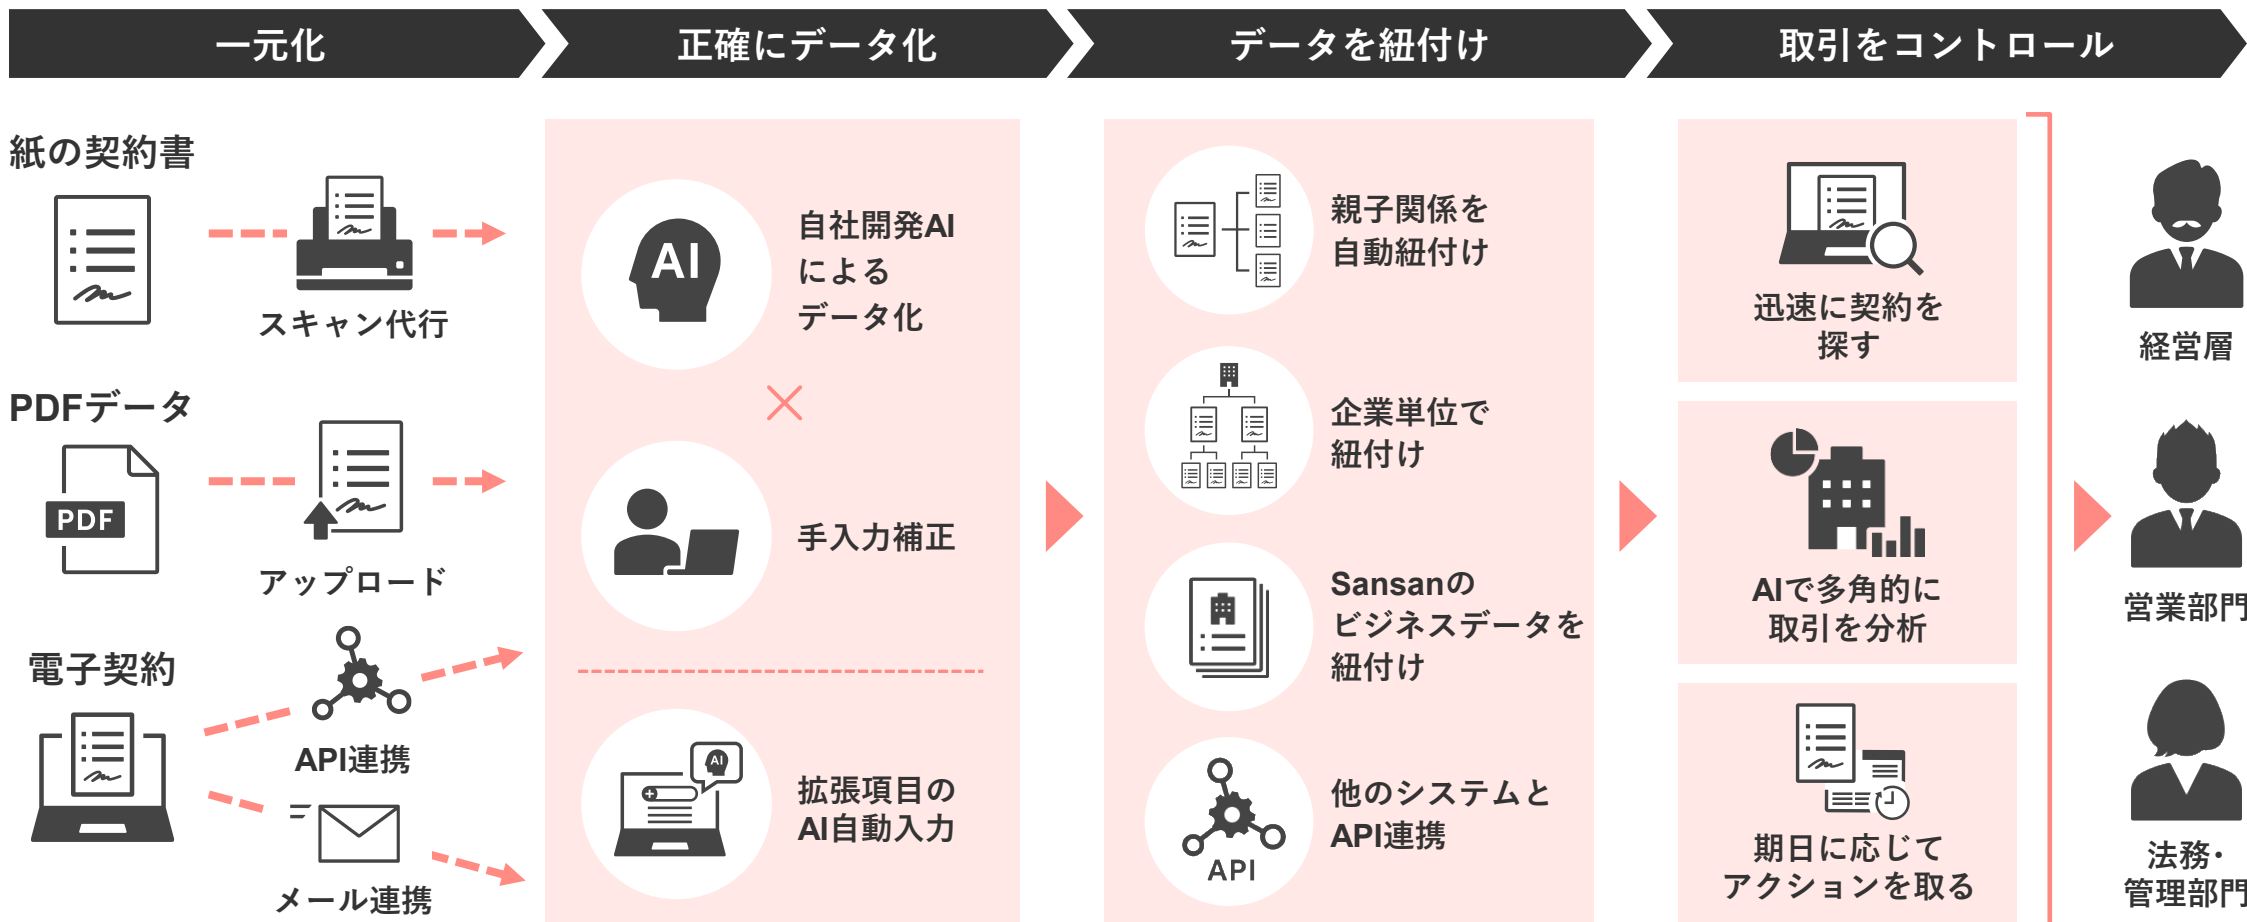 一元化
正確にデータ化
データを紐付け
取引をコントロール
紙の契約書
スキャン代行
PDFデータ
PDF
アップロード
電子契約
API連携
メール連携
AI
自社開発AI
による
データ化
手入力補正
AI
拡張項目の
AI自動入力
親子関係を
自動紐付け
企業単位で
紐付け
Sansanの
ビジネスデータを
紐付け
API
他のシステムと
API連携
迅速に契約を
探す
AIで多角的に
取引を分析
期日に応じて
アクションを取る
経営層
営業部門
法務・
管理部門